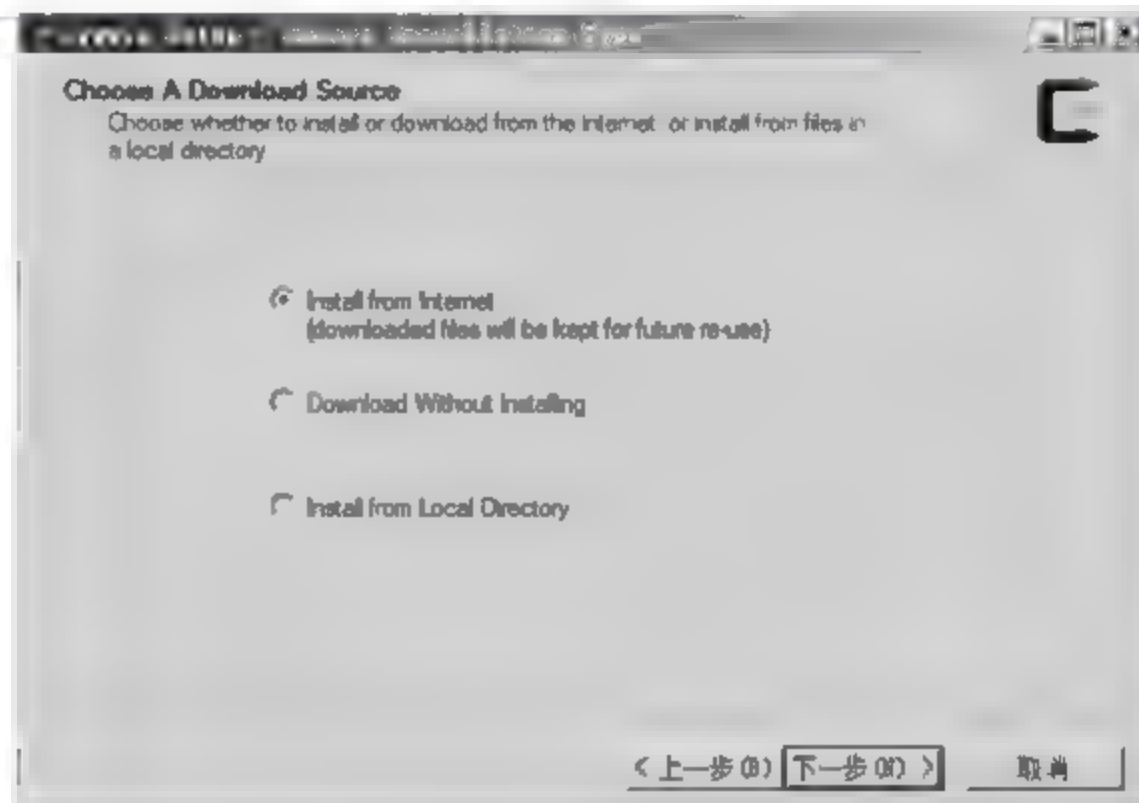 Choose A Download Source
Choose whether to install or download from the internet, or install from files in
a local directory.
Install from Internet
(downloaded files will be kept for future re-use)
Download Without Installing
Install from Local Directory
< 上一步(B)
下一步(N) >
取消